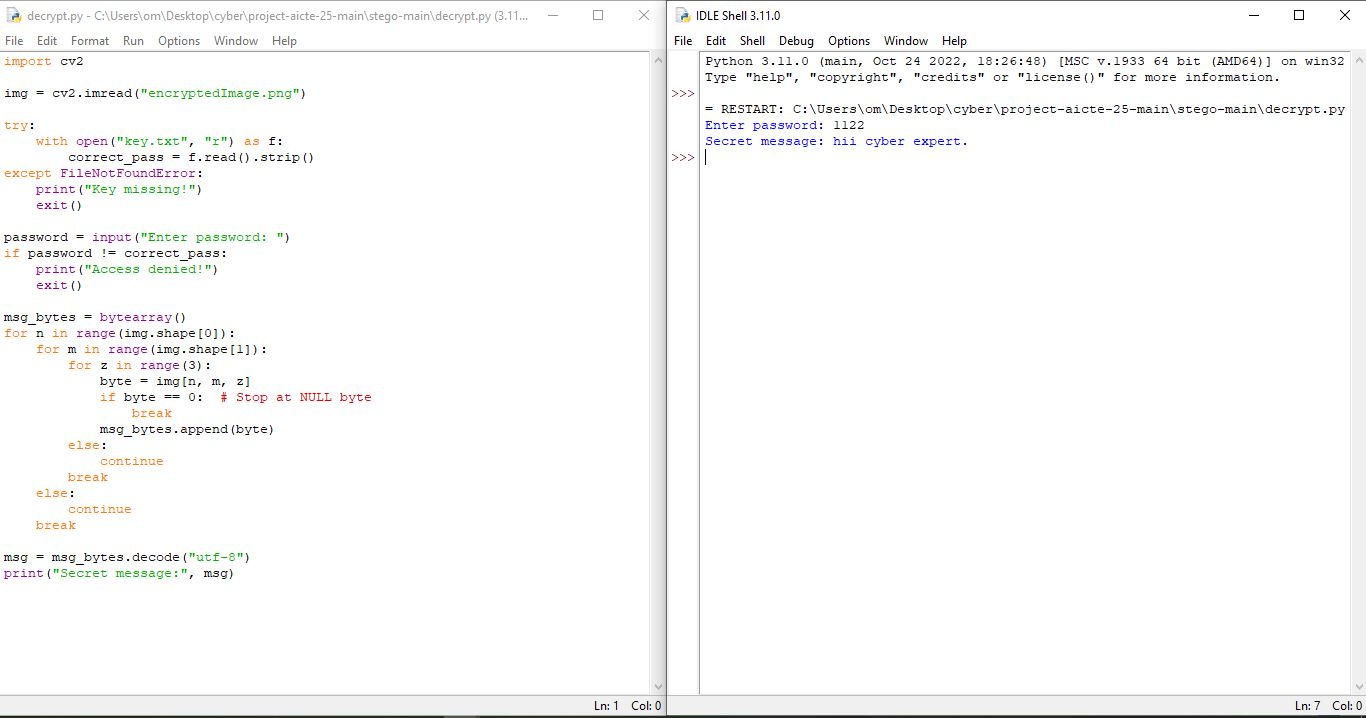 decrypt.py - C:\Users\om\Desktop\cyber\project-aicte-25-main\stego-main\decrypt.py (3.11...
File Edit Format Run Options Window Help
import cv2
img = cv2.imread("encryptedImage.png")
try:
    with open("key.txt", "r") as f:
        correct_pass = f.read().strip()
except FileNotFoundError:
    print("Key missing!")
    exit()
password = input("Enter password: ")
if password != correct_pass:
    print("Access denied!")
    exit()
msg_bytes = bytearray()
for n in range(img.shape[0]):
    for m in range(img.shape[1]):
        for z in range(3):
            byte = img[n, m, z]
            if byte == 0:  # Stop at NULL byte
                break
            msg_bytes.append(byte)
        else:
            continue
        break
    else:
        continue
    break
msg = msg_bytes.decode("utf-8")
print("Secret message:", msg)
Ln: 1 Col: 0
IDLE Shell 3.11.0
File Edit Shell Debug Options Window Help
Python 3.11.0 (main, Oct 24 2022, 18:26:48) [MSC v.1933 64 bit (AMD64)] on win32
Type "help", "copyright", "credits" or "license()" for more information.
>>>
= RESTART: C:\Users\om\Desktop\cyber\project-aicte-25-main\stego-main\decrypt.py
Enter password: 1122
Secret message: hii cyber expert.
>>>
Ln: 7 Col: 0